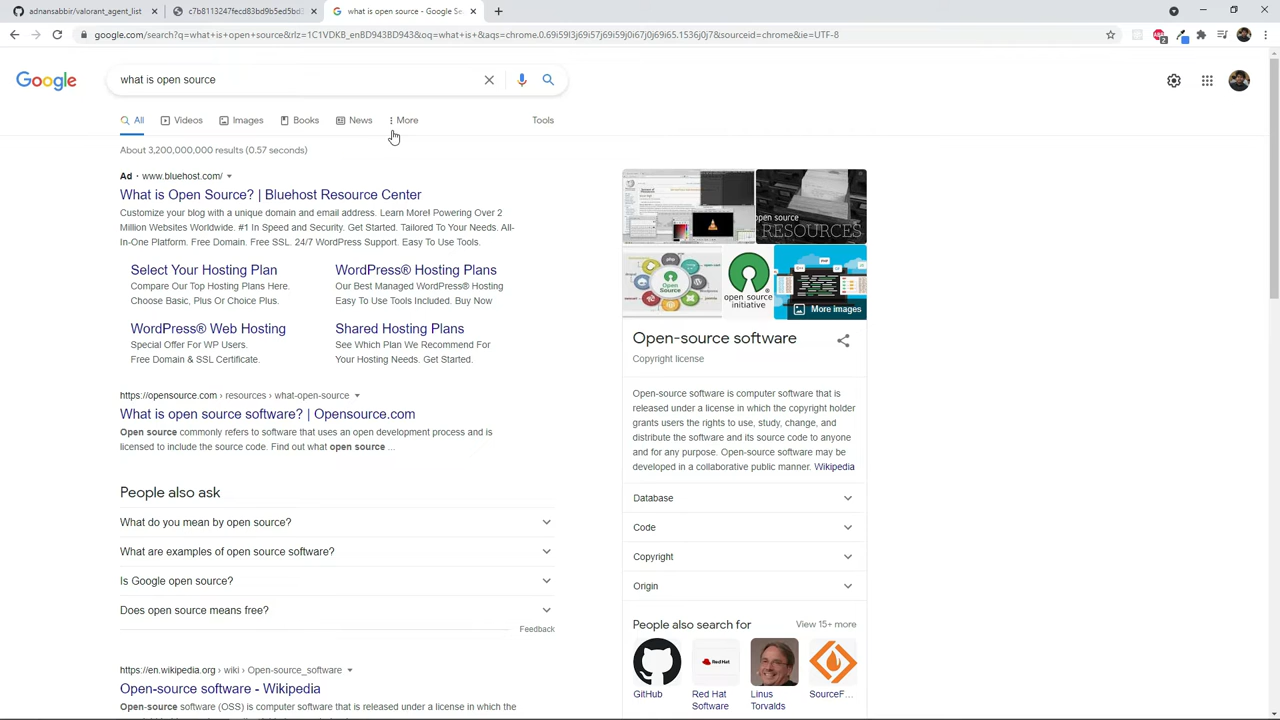 adnansabbir/valorant_agent_list
c7b8113247fecd83bd9b5ed5bd3
what is open source - Google Se
google.com/search?q=what+is+open+source&rlz=1C1VDKB_enBD943BD943&oq=what+is+&aqs=chrome.0.69i59l3j69i57j69i59j0i67j0j69i65.1536j0j7&sourceid=chrome&ie=UTF-8
Google
what is open source
All
Videos
Images
Books
News
More
Tools
About 3,200,000,000 results (0.57 seconds)
Ad · www.bluehost.com/
What is Open Source? | Bluehost Resource Center
Customize your blog with a unique domain and email address. Learn More! Powering Over 2
Million Websites Worldwide. #1 In Speed and Security. Get Started. Tailored To Your Needs. All-
In-One Platform. Free Domain. Free SSL. 24/7 WordPress Support. Easy To Use Tools.
Select Your Hosting Plan
Choose One Our Top Hosting Plans Here.
Choose Basic, Plus Or Choice Plus.
WordPress® Hosting Plans
Our Best Managed WordPress® Hosting
Easy To Use Tools Included. Buy Now
WordPress® Web Hosting
Special Offer For WP Users.
Free Domain & SSL Certificate.
Shared Hosting Plans
See Which Plan We Recommend For
Your Hosting Needs. Get Started.
https://opensource.com › resources › what-open-source
What is open source software? | Opensource.com
Open source commonly refers to software that uses an open development process and is
licensed to include the source code. Find out what open source ...
People also ask
What do you mean by open source?
What are examples of open source software?
Is Google open source?
Does open source means free?
Feedback
https://en.wikipedia.org › wiki › Open-source_software
Open-source software - Wikipedia
Open-source software (OSS) is computer software that is released under a license in which the
open source
RESOURCES
Open
Source
open source
initiative
More images
Open-source software
Copyright license
Open-source software is computer software that is
released under a license in which the copyright holder
grants users the rights to use, study, change, and
distribute the software and its source code to anyone
and for any purpose. Open-source software may be
developed in a collaborative public manner. Wikipedia
Database
Code
Copyright
Origin
People also search for
View 15+ more
Red Hat
GitHub
Red Hat
Software
Linus
Torvalds
SourceF...